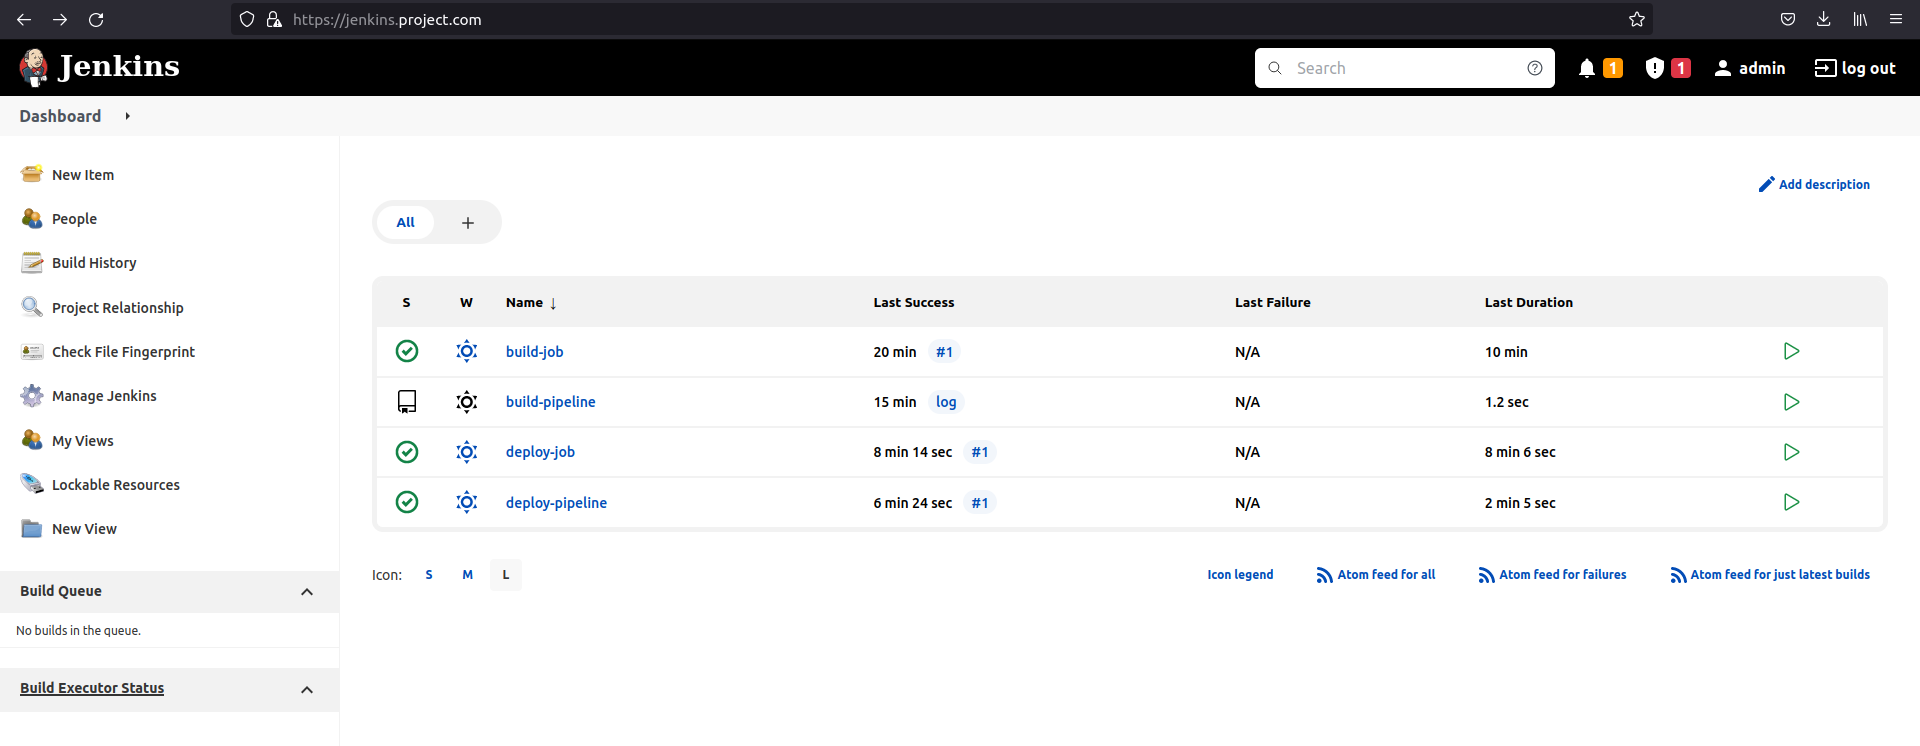 https://jenkins.project.com
Jenkins
Search
1
1
admin
log out
Dashboard
New Item
People
Build History
Project Relationship
Check File Fingerprint
Manage Jenkins
My Views
Lockable Resources
New View
Build Queue
No builds in the queue.
Build Executor Status
Add description
All +
S W Name ↓ Last Success Last Failure Last Duration
build-job 20 min #1 N/A 10 min
build-pipeline 15 min log N/A 1.2 sec
deploy-job 8 min 14 sec #1 N/A 8 min 6 sec
deploy-pipeline 6 min 24 sec #1 N/A 2 min 5 sec
Icon: S M L
Icon legend
Atom feed for all
Atom feed for failures
Atom feed for just latest builds